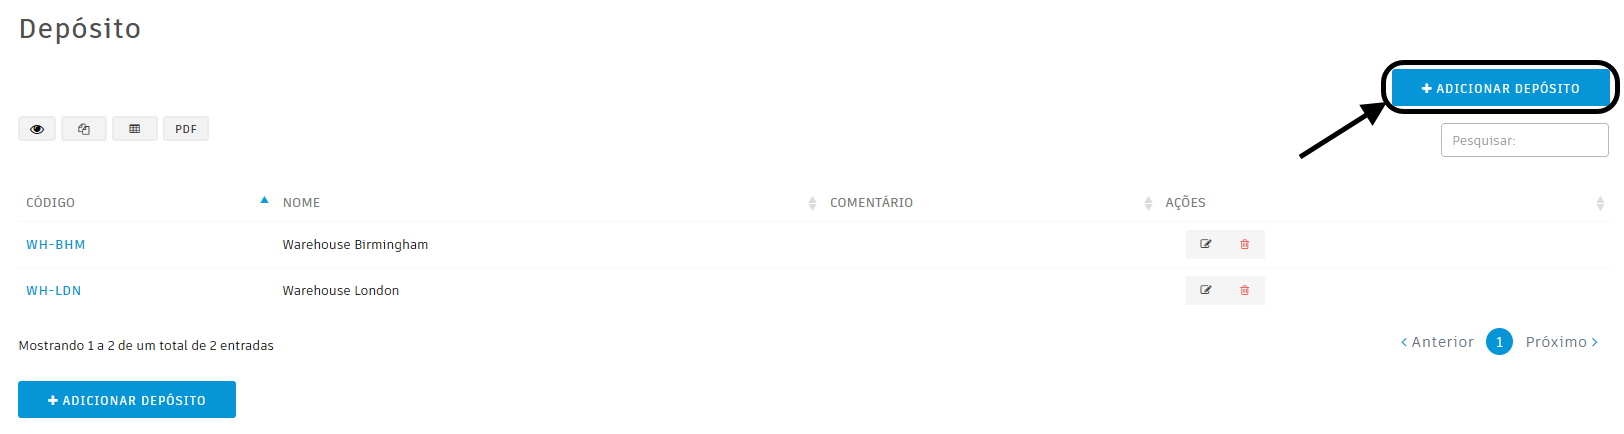 Depósito
ADICIONAR DEPÓSITO
PDF
Pesquisar:
CÓDIGO NOME COMENTÁRIO AÇÕES
WH-BHM Warehouse Birmingham
WH-LDN Warehouse London
Mostrando 1 a 2 de um total de 2 entradas
Anterior 1 Próximo
ADICIONAR DEPÓSITO